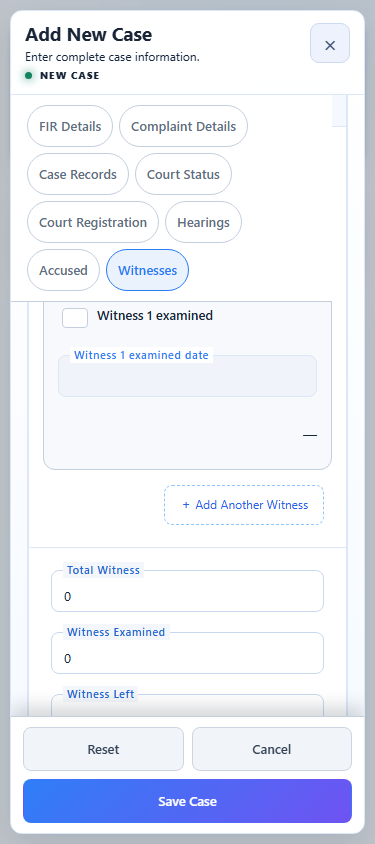 Add New Case
Enter complete case information.
NEW CASE
×
FIR Details
Complaint Details
Case Records
Court Status
Court Registration
Hearings
Accused
Witnesses
Witness 1 examined
Witness 1 examined date
—
+ Add Another Witness
Total Witness
0
Witness Examined
0
Witness Left
Reset
Cancel
Save Case